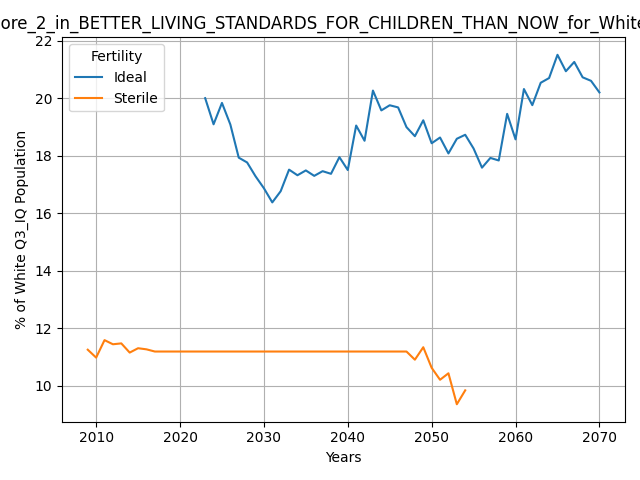 ore_2_in_BETTER_LIVING_STANDARDS_FOR_CHILDREN_THAN_NOW_for_White
Fertility
Ideal
Sterile
% of White Q3_IQ Population
22
20
18
16
14
12
10
2010 2020 2030 2040 2050 2060 2070
Years